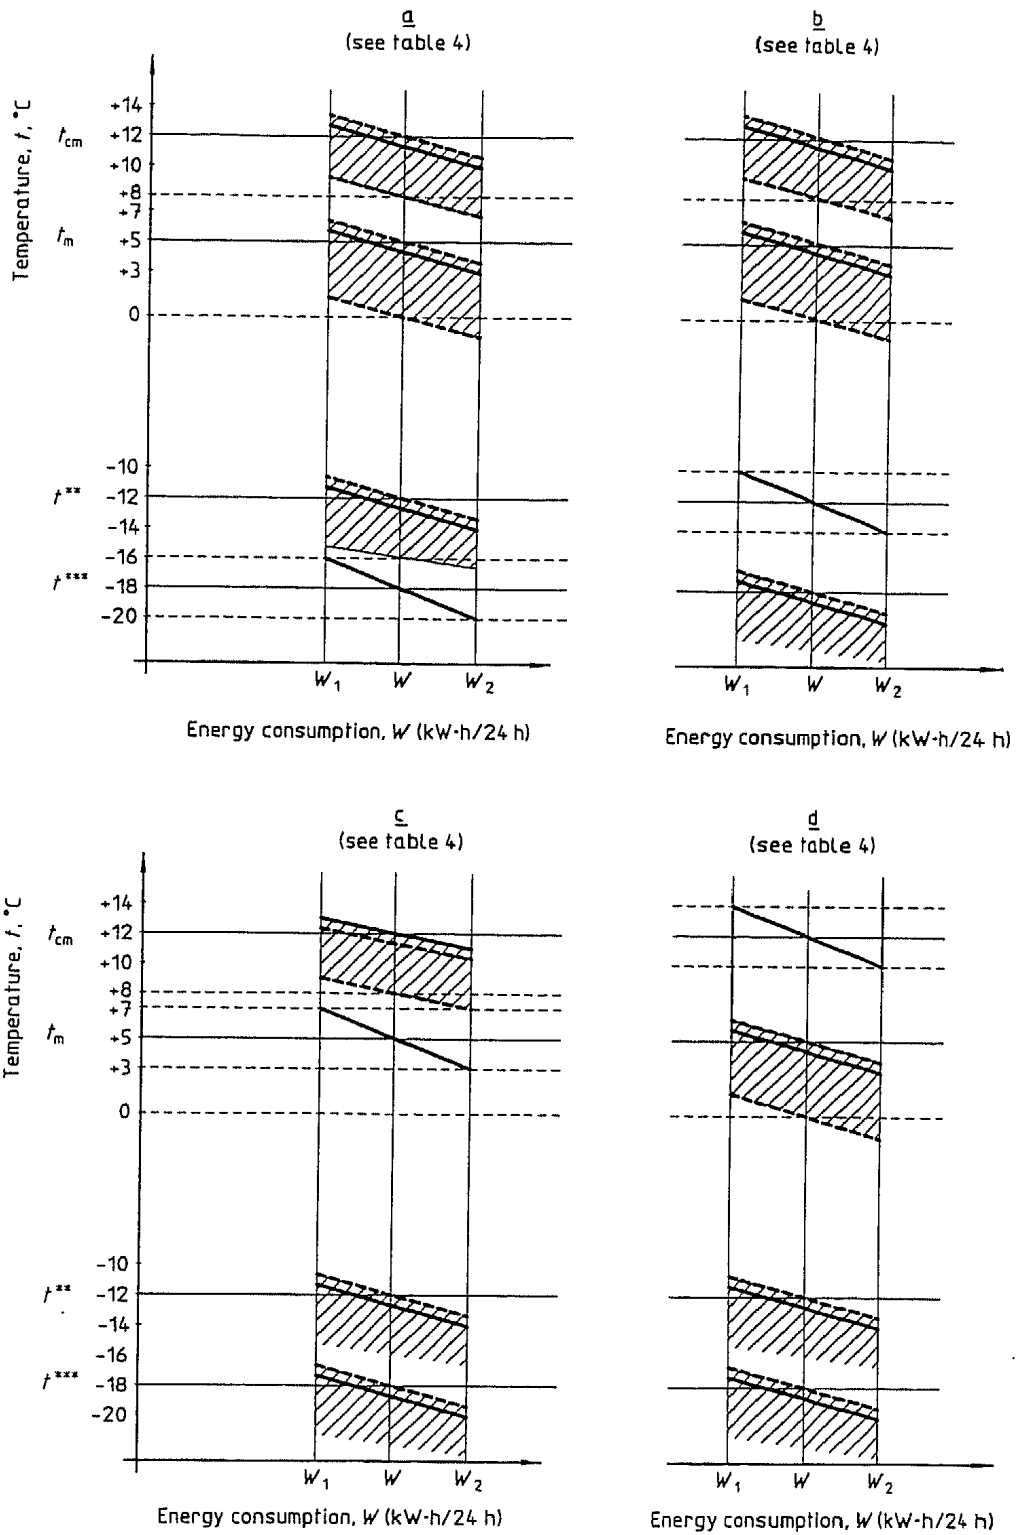 a
(see table 4)
b
(see table 4)
Temperature, t, °C
+14
t_cm +12
+10
+8
+7
t_m +5
+3
0
-10
t** -12
-14
-16
t*** -18
-20
W₁ W W₂
W₁ W W₂
Energy consumption, W (kW·h/24 h)
Energy consumption, W (kW·h/24 h)
c
(see table 4)
d
(see table 4)
Temperature, t, °C
+14
t_cm +12
+10
+8
+7
t_m +5
+3
0
-10
t** -12
-14
-16
t*** -18
-20
W₁ W W₂
W₁ W W₂
Energy consumption, W (kW·h/24 h)
Energy consumption, W (kW·h/24 h)